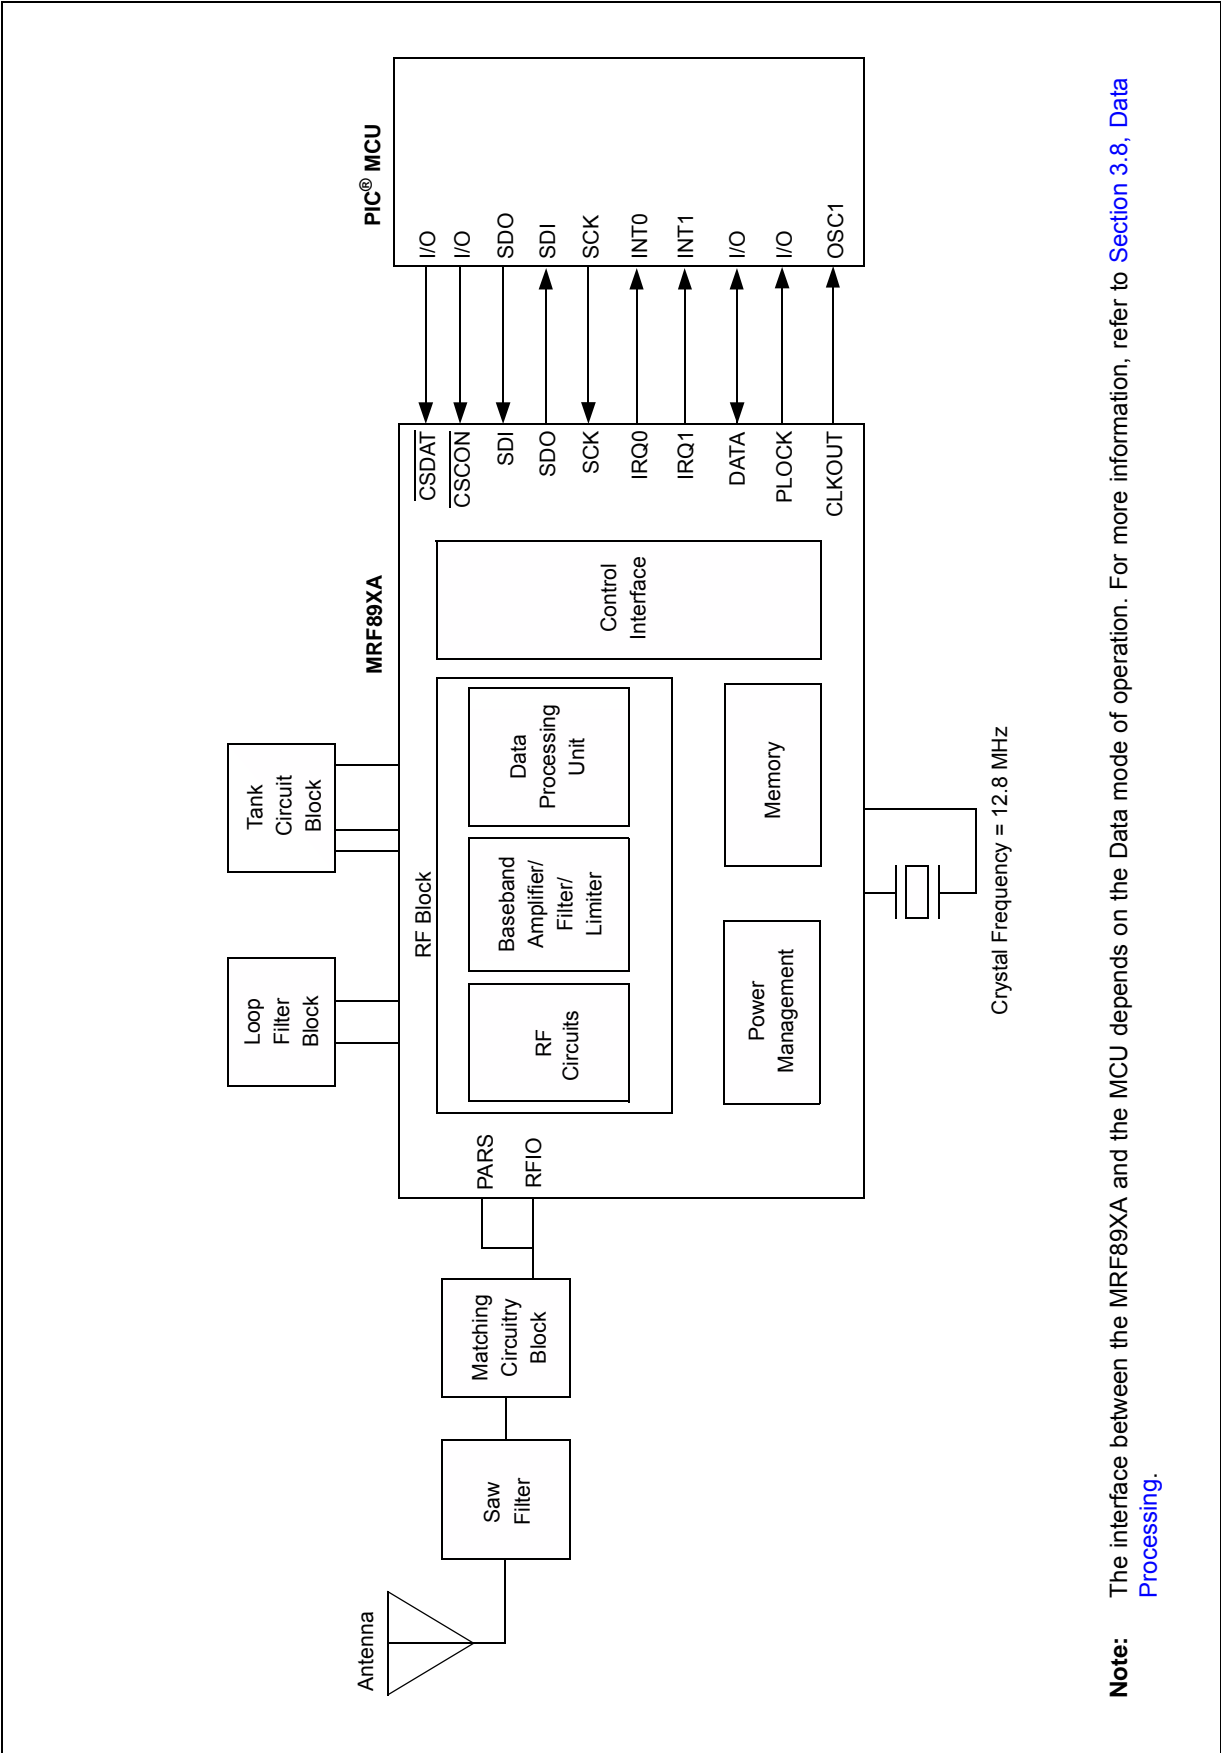 Antenna
Saw
Filter
Matching
Circuitry
Block
PARS
RFIO
Loop
Filter
Block
Tank
Circuit
Block
MRF89XA
RF Block
RF
Circuits
Baseband
Amplifier/
Filter/
Limiter
Data
Processing
Unit
Power
Management
Memory
Control
Interface
CSDAT
CSCON
SDI
SDO
SCK
IRQ0
IRQ1
DATA
PLOCK
CLKOUT
PIC® MCU
I/O
I/O
SDO
SDI
SCK
INT0
INT1
I/O
I/O
OSC1
Crystal Frequency = 12.8 MHz
Note: The interface between the MRF89XA and the MCU depends on the Data mode of operation. For more information, refer to Section 3.8, Data
Processing.